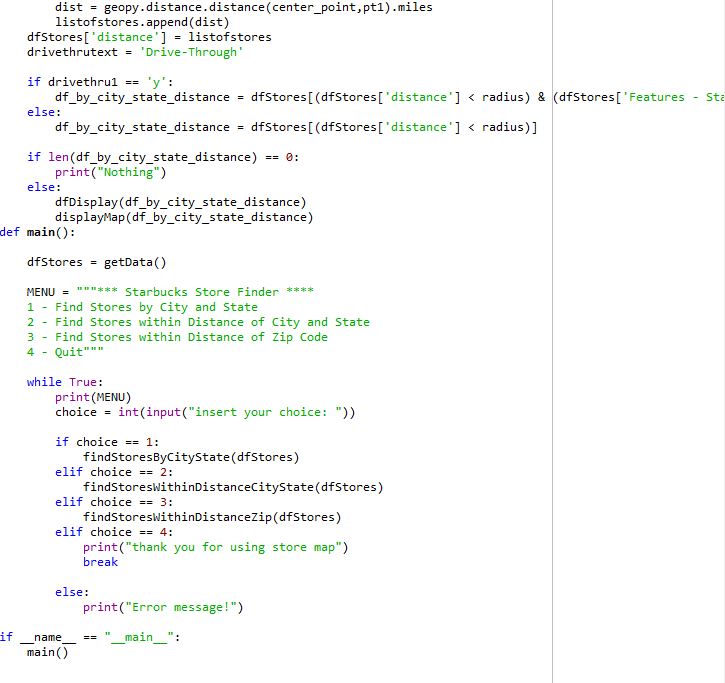 dist = geopy.distance.distance(center_point,pt1).miles
listofstores.append(dist)
dfStores['distance'] = listofstores
drivethrutext = 'Drive-Through'
if drivethru1 == 'y':
df_by_city_state_distance = dfStores[(dfStores['distance'] < radius) & (dfStores['Features - Sta
else:
df_by_city_state_distance = dfStores[(dfStores['distance'] < radius)]
if len(df_by_city_state_distance) == 0:
print("Nothing")
else:
dfDisplay(df_by_city_state_distance)
displayMap(df_by_city_state_distance)
def main():
dfStores = getData()
MENU = """*** Starbucks Store Finder ****
1 - Find Stores by City and State
2 - Find Stores within Distance of City and State
3 - Find Stores within Distance of Zip Code
4 - Quit"""
while True:
print(MENU)
choice = int(input("insert your choice: "))
if choice == 1:
findStoresByCityState(dfStores)
elif choice == 2:
findStoresWithinDistanceCityState(dfStores)
elif choice == 3:
findStoresWithinDistanceZip(dfStores)
elif choice == 4:
print("thank you for using store map")
break
else:
print("Error message!")
if __name__ == "__main__":
main()